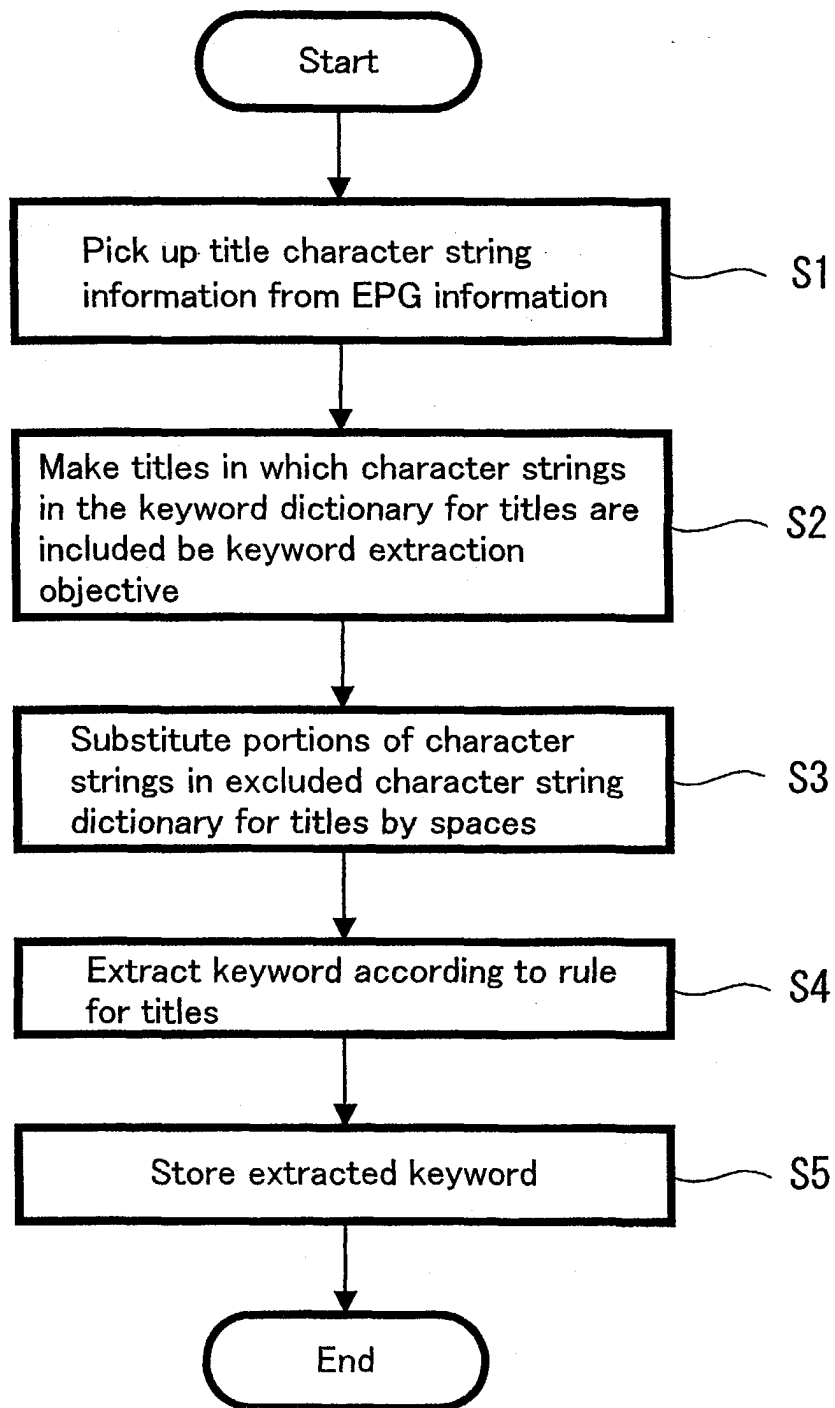 Start
Pick up title character string
information from EPG information
S1
Make titles in which character strings
in the keyword dictionary for titles are
included be keyword extraction
objective
S2
Substitute portions of character
strings in excluded character string
dictionary for titles by spaces
S3
Extract keyword according to rule
for titles
S4
Store extracted keyword
S5
End